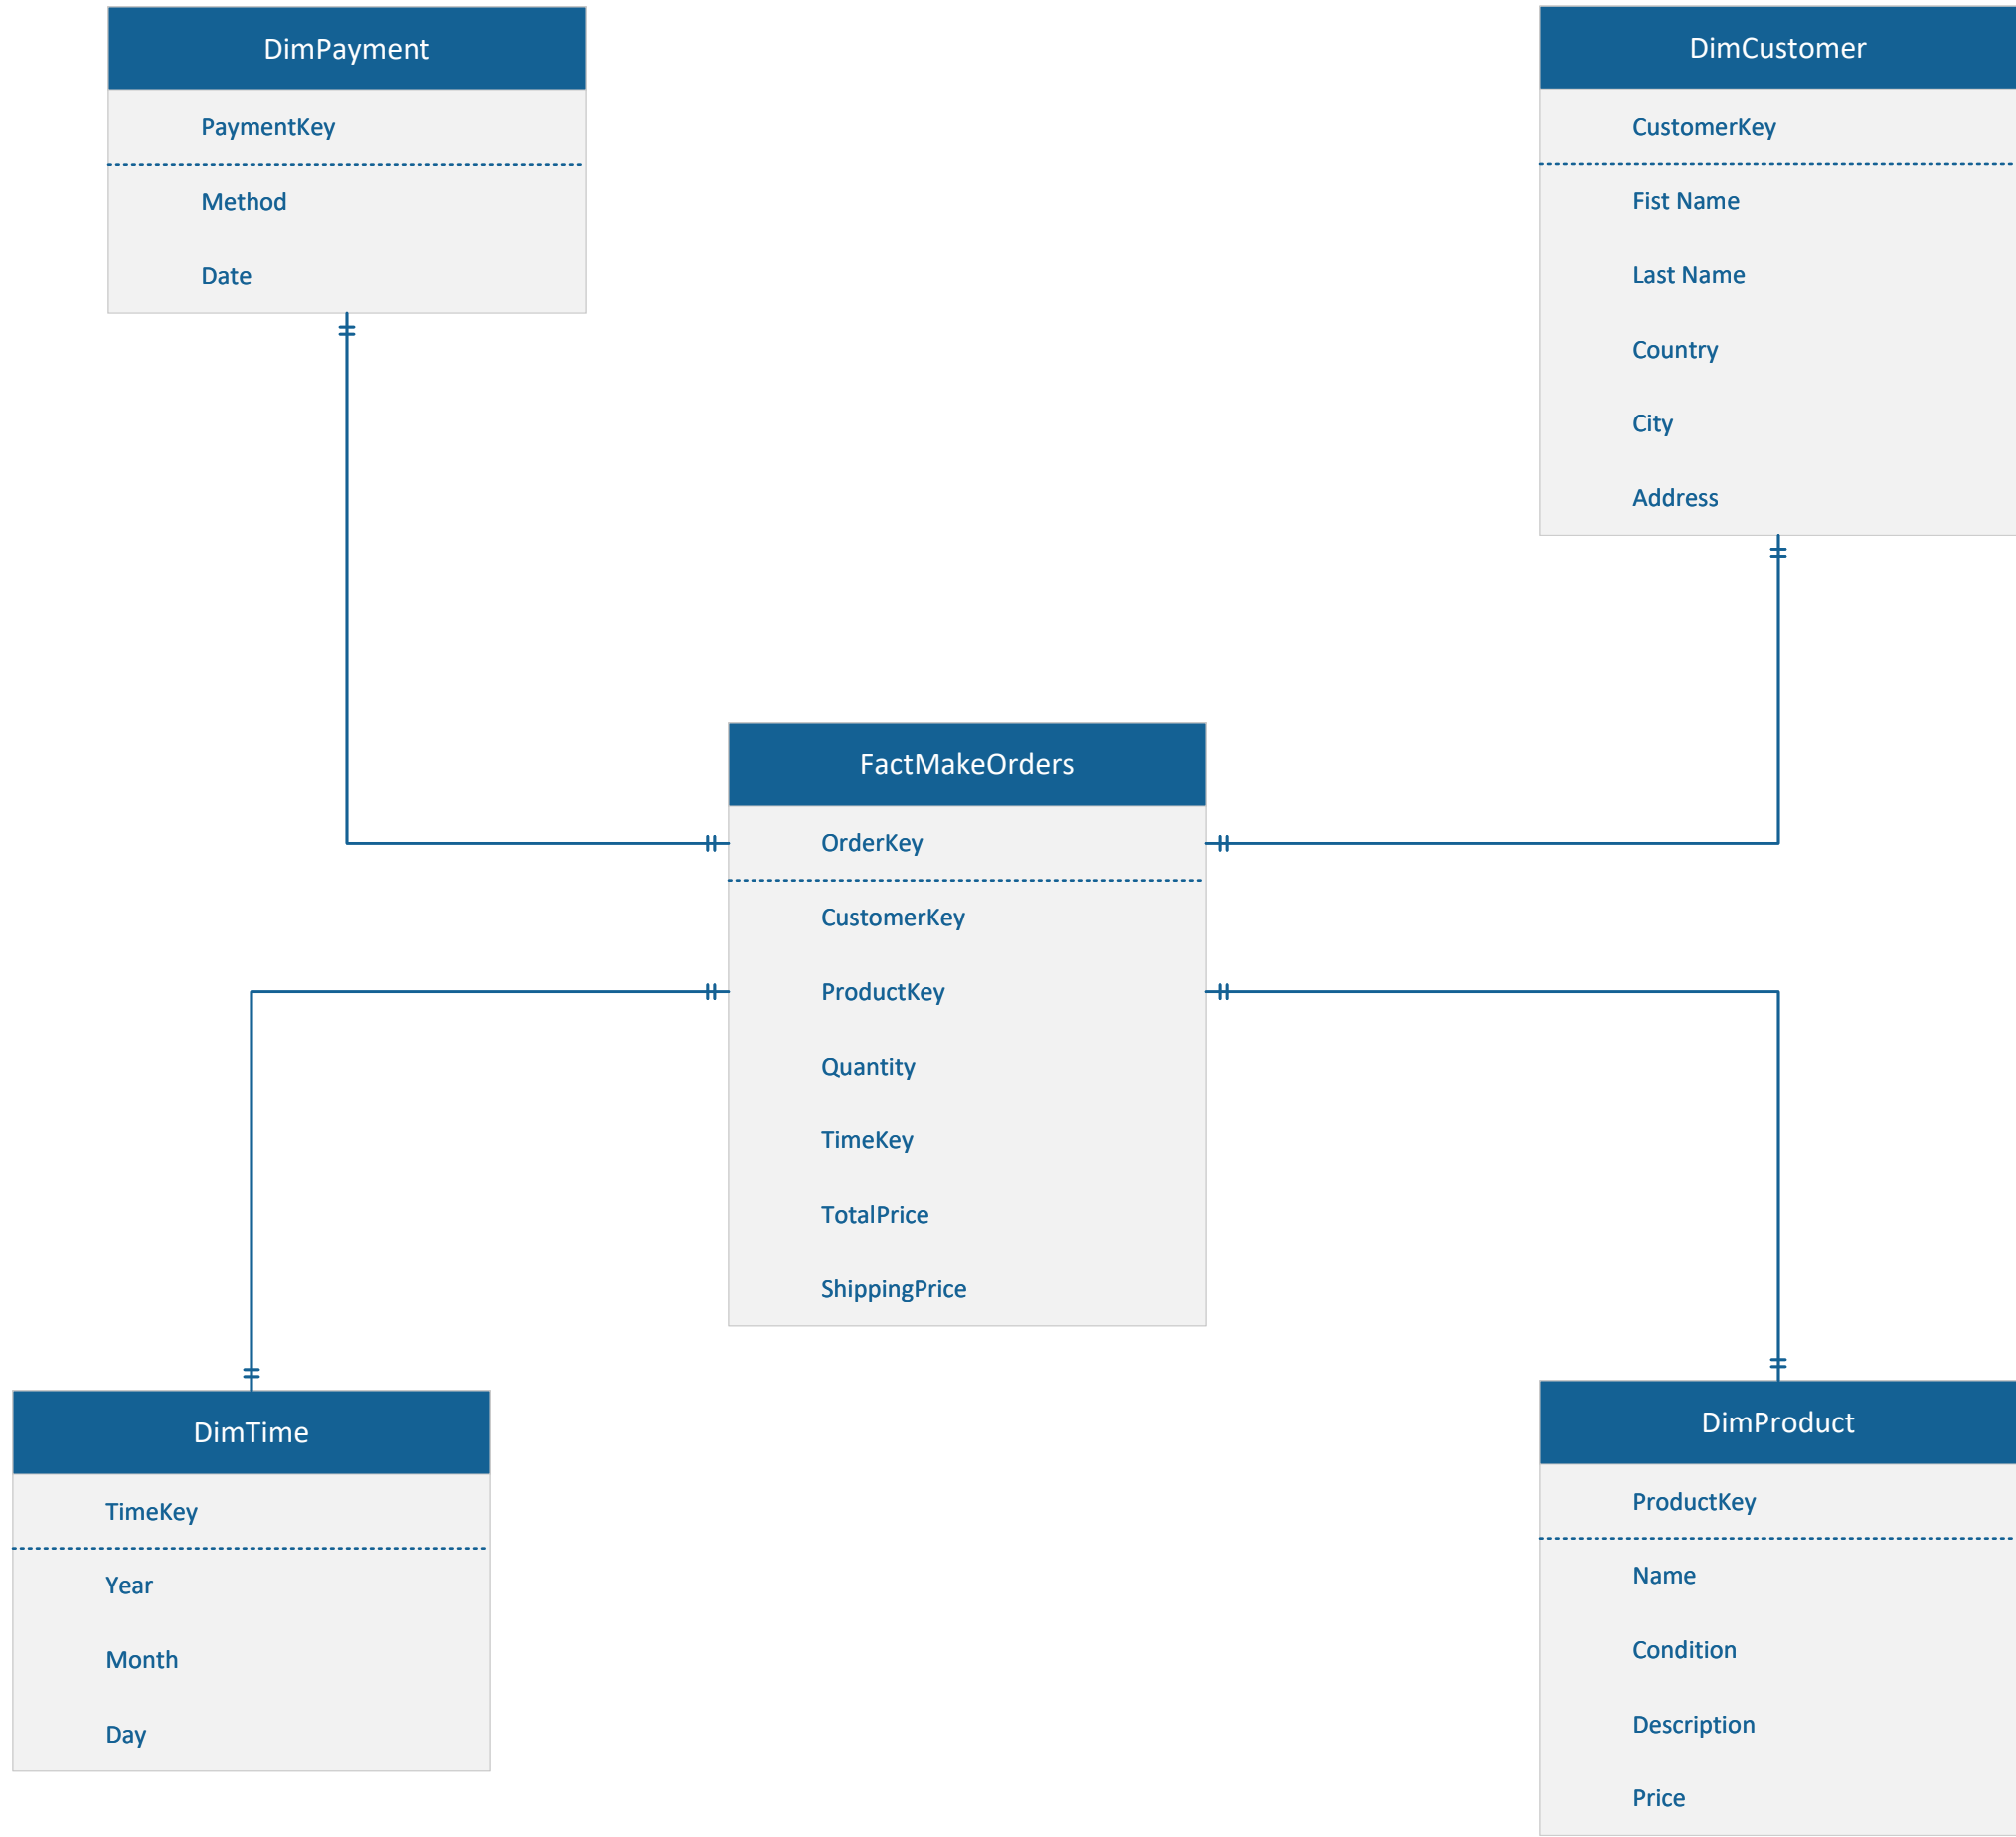 DimPayment
PaymentKey
Method
Date
DimCustomer
CustomerKey
Fist Name
Last Name
Country
City
Address
FactMakeOrders
OrderKey
CustomerKey
ProductKey
Quantity
TimeKey
TotalPrice
ShippingPrice
DimTime
TimeKey
Year
Month
Day
DimProduct
ProductKey
Name
Condition
Description
Price